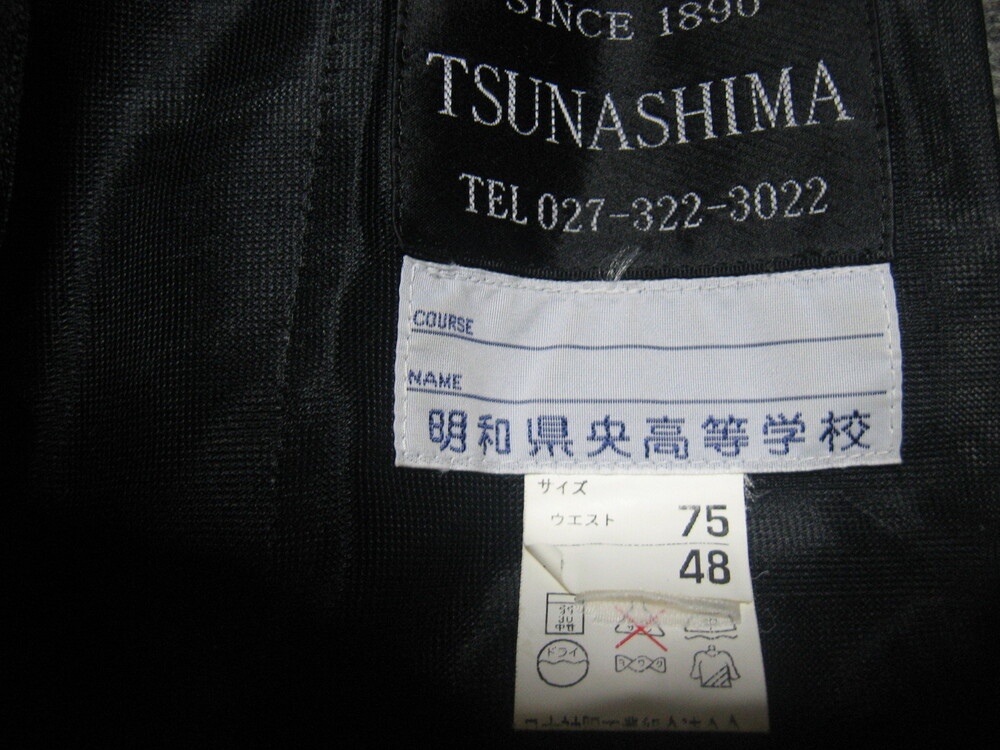 SINCE 1890
TSUNASHIMA
TEL 027-322-3022
COURSE
NAME
明和県央高等学校
サイズ
ウエスト 75
48
ドライ